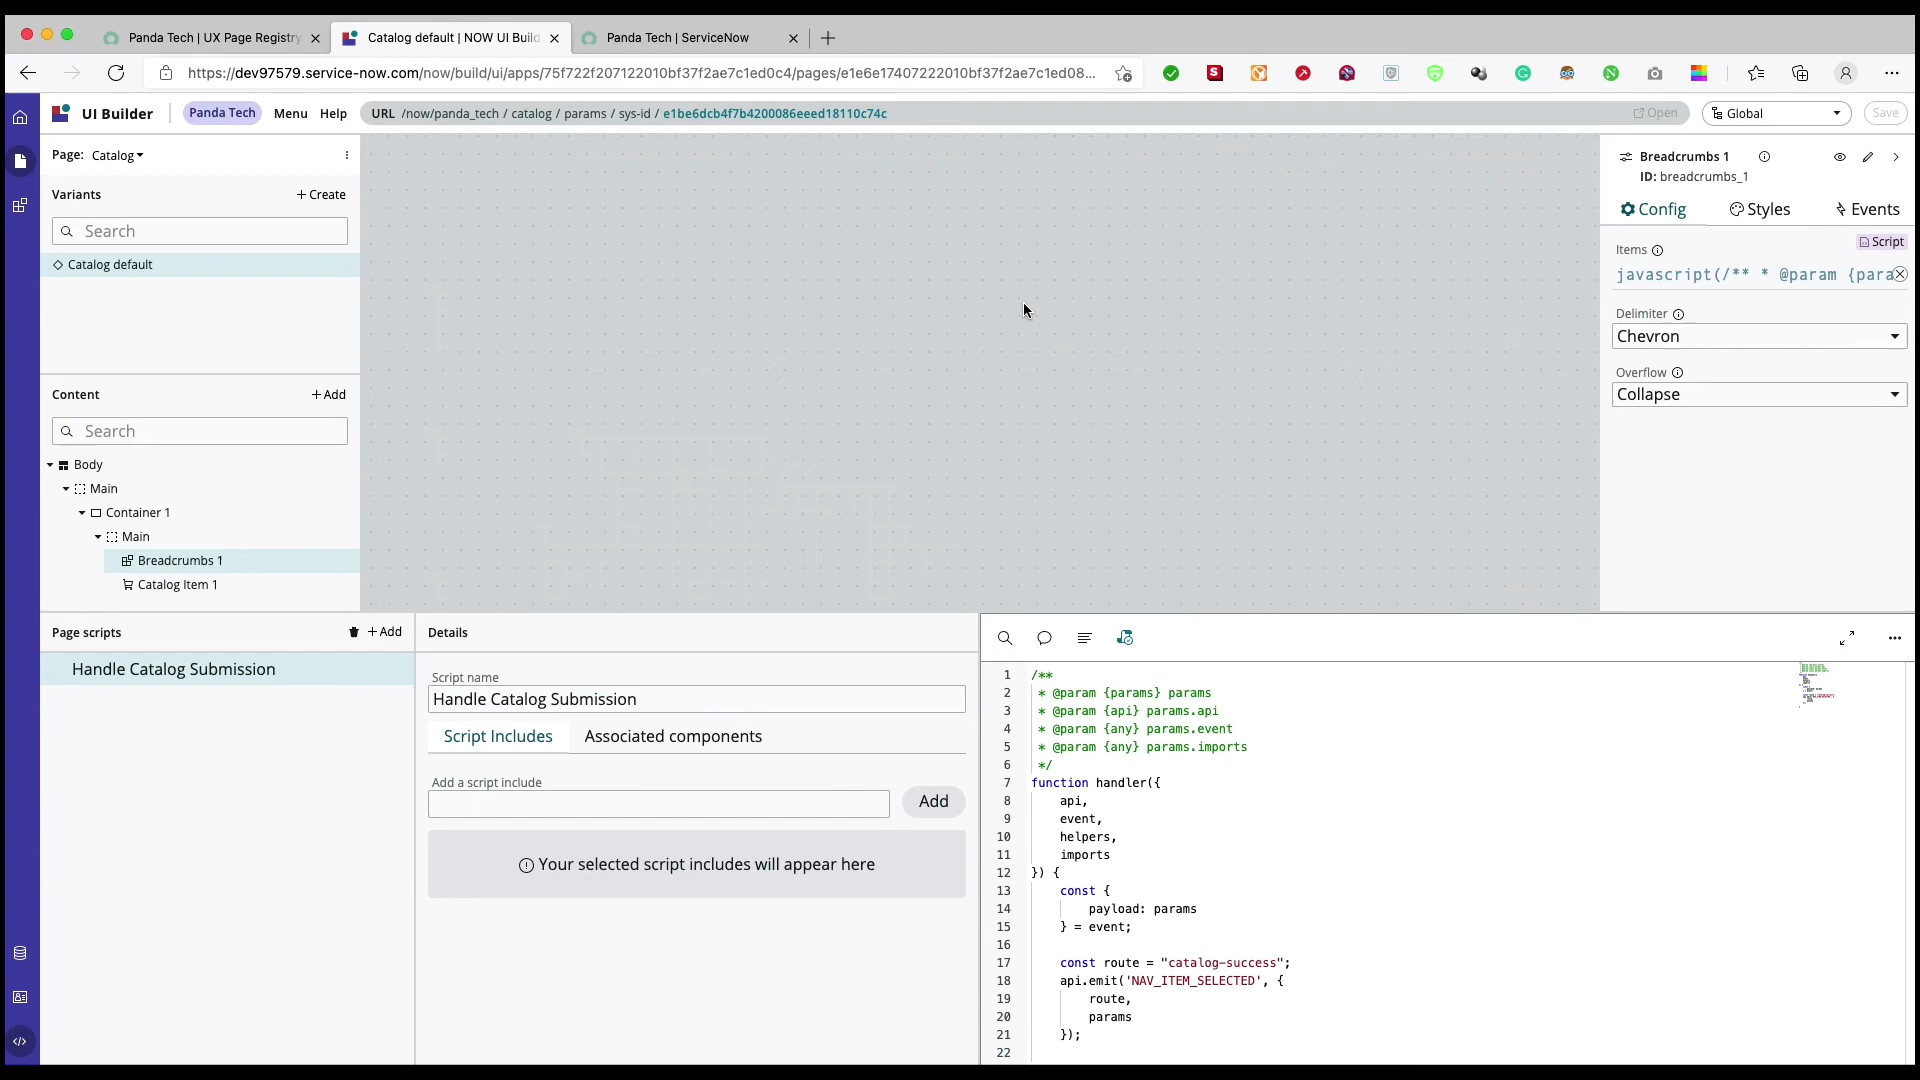 Panda Tech | UX Page Registry
Catalog default | NOW UI Build
Panda Tech | ServiceNow
https://dev97579.service-now.com/now/build/ui/apps/75f722f207122010bf37f2ae7c1ed0c4/pages/e1e6e17407222010bf37f2ae7c1ed08...
UI Builder
Panda Tech
Menu
Help
URL /now/panda_tech / catalog / params / sys-id / e1be6dcb4f7b4200086eeed18110c74c
Open
Global
Save
Page: Catalog
Variants
+ Create
Search
Catalog default
Content
+ Add
Search
Body
Main
Container 1
Main
Breadcrumbs 1
Catalog Item 1
Breadcrumbs 1
ID: breadcrumbs_1
Config
Styles
Events
Items
Script
javascript(/** * @param {para
Delimiter
Chevron
Overflow
Collapse
Page scripts
+ Add
Handle Catalog Submission
Details
Script name
Handle Catalog Submission
Script Includes
Associated components
Add a script include
Add
Your selected script includes will appear here
1 /**
2 * @param {params} params
3 * @param {api} params.api
4 * @param {any} params.event
5 * @param {any} params.imports
6 */
7 function handler({
8 api,
9 event,
10 helpers,
11 imports
12 }) {
13 const {
14 payload: params
15 } = event;
16
17 const route = "catalog-success";
18 api.emit('NAV_ITEM_SELECTED', {
19 route,
20 params
21 });
22